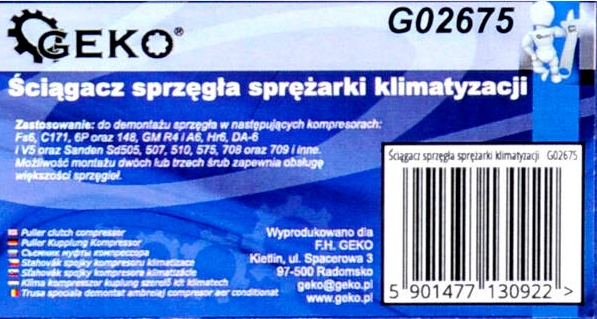 GEKO®
G02675
Ściągacz sprzęgła sprężarki klimatyzacji
Zastosowanie: do demontażu sprzęgła w następujących kompresorach:
Fs6, C171, 6P oraz 148, GM R4 i A6, Hr6, DA-6
i V5 oraz Sanden Sd505, 507, 510, 575, 708 oraz 709 i inne.
Możliwość montażu dwóch lub trzech śrub zapewnia obsługę
większości sprzęgieł.
Puller clutch compressor
Puller Kupplung Kompressor
Съемник муфты компрессора
Stahovák spojky kompresoru klimatizace
Sťahovák spojky kompresora klimatizácie
Klíma kompresszor kuplung szerelő kit klímatech
Trusa speciala demontat ambreiaj compresor aer conditionat
Wyprodukowano dla
F.H. GEKO
Kietlin, ul. Spacerowa 3
97-500 Radomsko
geko@geko.pl
www.geko.pl
Ściągacz sprzęgła sprężarki klimatyzacji G02675
5 901477 130922 >